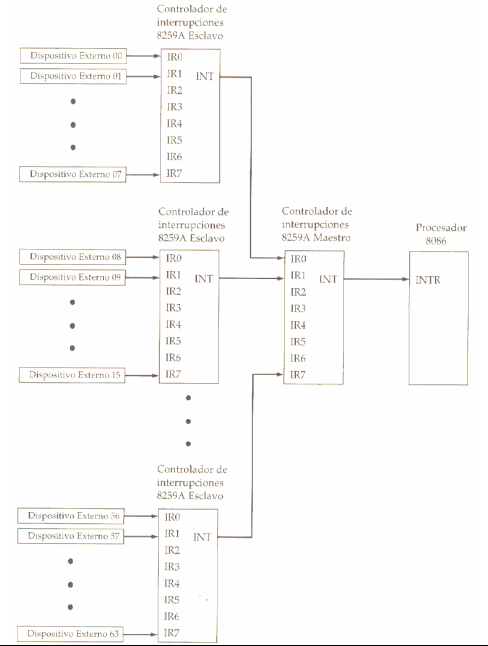 Controlador de
interrupciones
8259A Esclavo
Dispositivo Externo 00
Dispositivo Externo 01
Dispositivo Externo 07
IR0
IR1
INT
IR2
IR3
IR4
IR5
IR6
IR7
Controlador de
interrupciones
8259A Esclavo
Dispositivo Externo 08
Dispositivo Externo 09
Dispositivo Externo 15
IR0
IR1
INT
IR2
IR3
IR4
IR5
IR6
IR7
Controlador de
interrupciones
8259A Maestro
IR0
IR1
INT
IR2
IR3
IR4
IR5
IR6
IR7
Procesador
8086
INTR
Controlador de
interrupciones
8259A Esclavo
Dispositivo Externo 56
Dispositivo Externo 57
Dispositivo Externo 63
IR0
IR1
INT
IR2
IR3
IR4
IR5
IR6
IR7